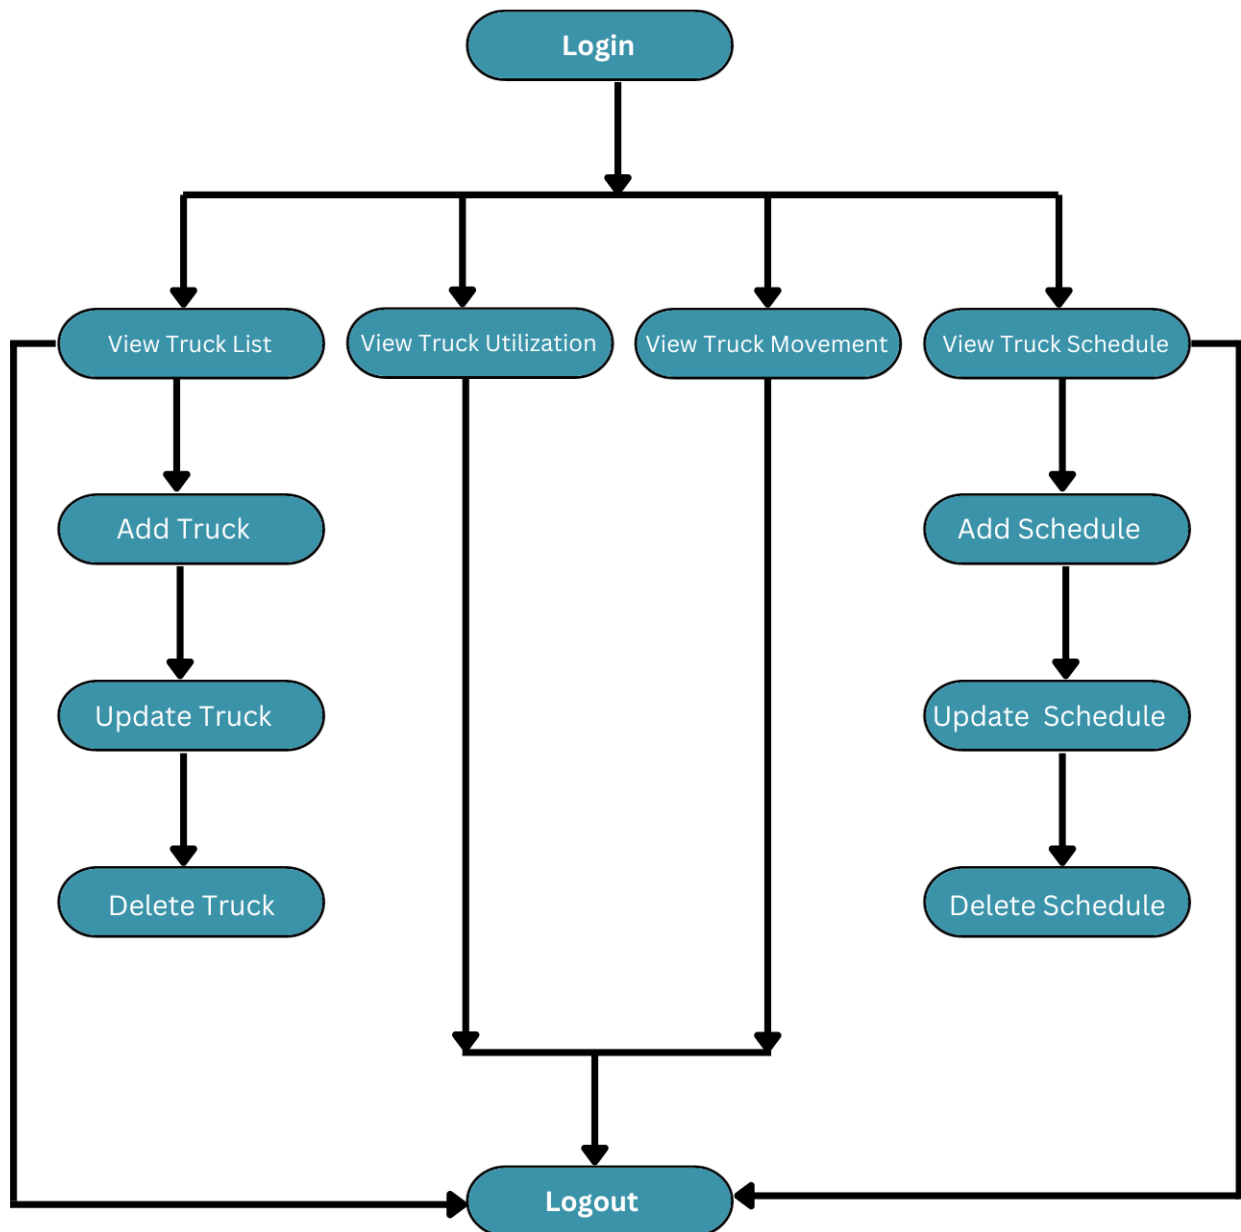 Login
View Truck List
View Truck Utilization
View Truck Movement
View Truck Schedule
Add Truck
Add Schedule
Update Truck
Update  Schedule
Delete Truck
Delete Schedule
Logout